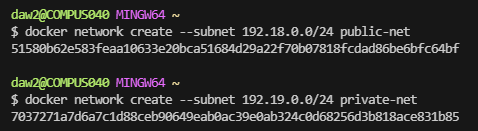 daw2@COMPUS040 MINGW64 ~
$ docker network create --subnet 192.18.0.0/24 public-net
51580b62e583feaa10633e20bca51684d29a22f70b07818fcdad86be6bfc64bf
daw2@COMPUS040 MINGW64 ~
$ docker network create --subnet 192.19.0.0/24 private-net
7037271a7d6a7c1d88ceb90649eab0ac39e0ab324c0d68256d3b818ace831b85